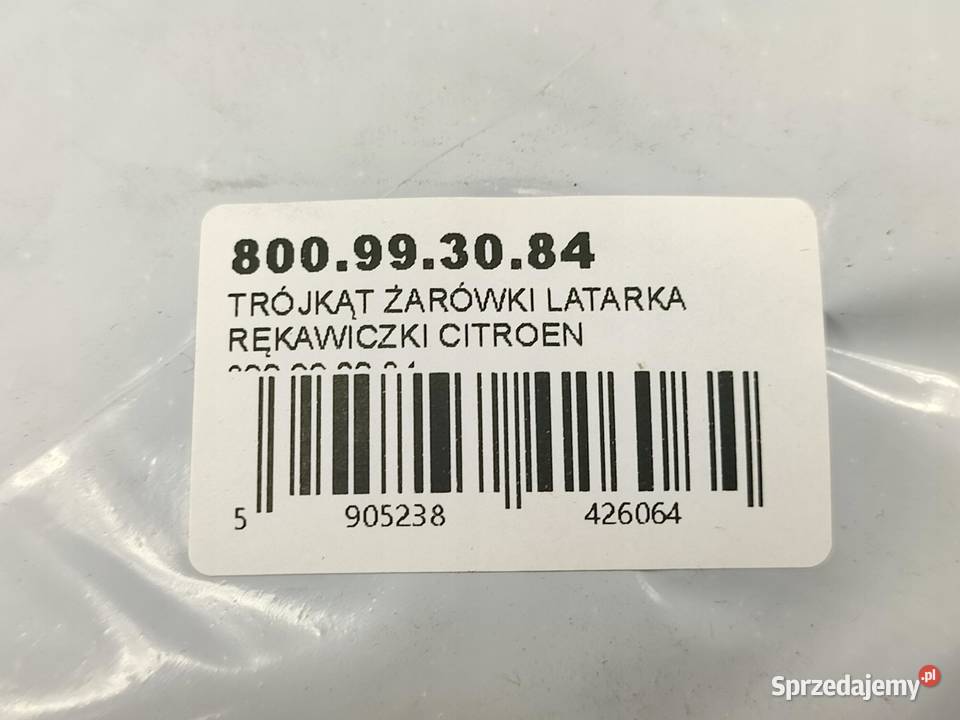 800.99.30.84
TRÓJKĄT ŻARÓWKI LATARKA
RĘKAWICZKI CITROEN
5 905238 426064
Sprzedajemy.pl